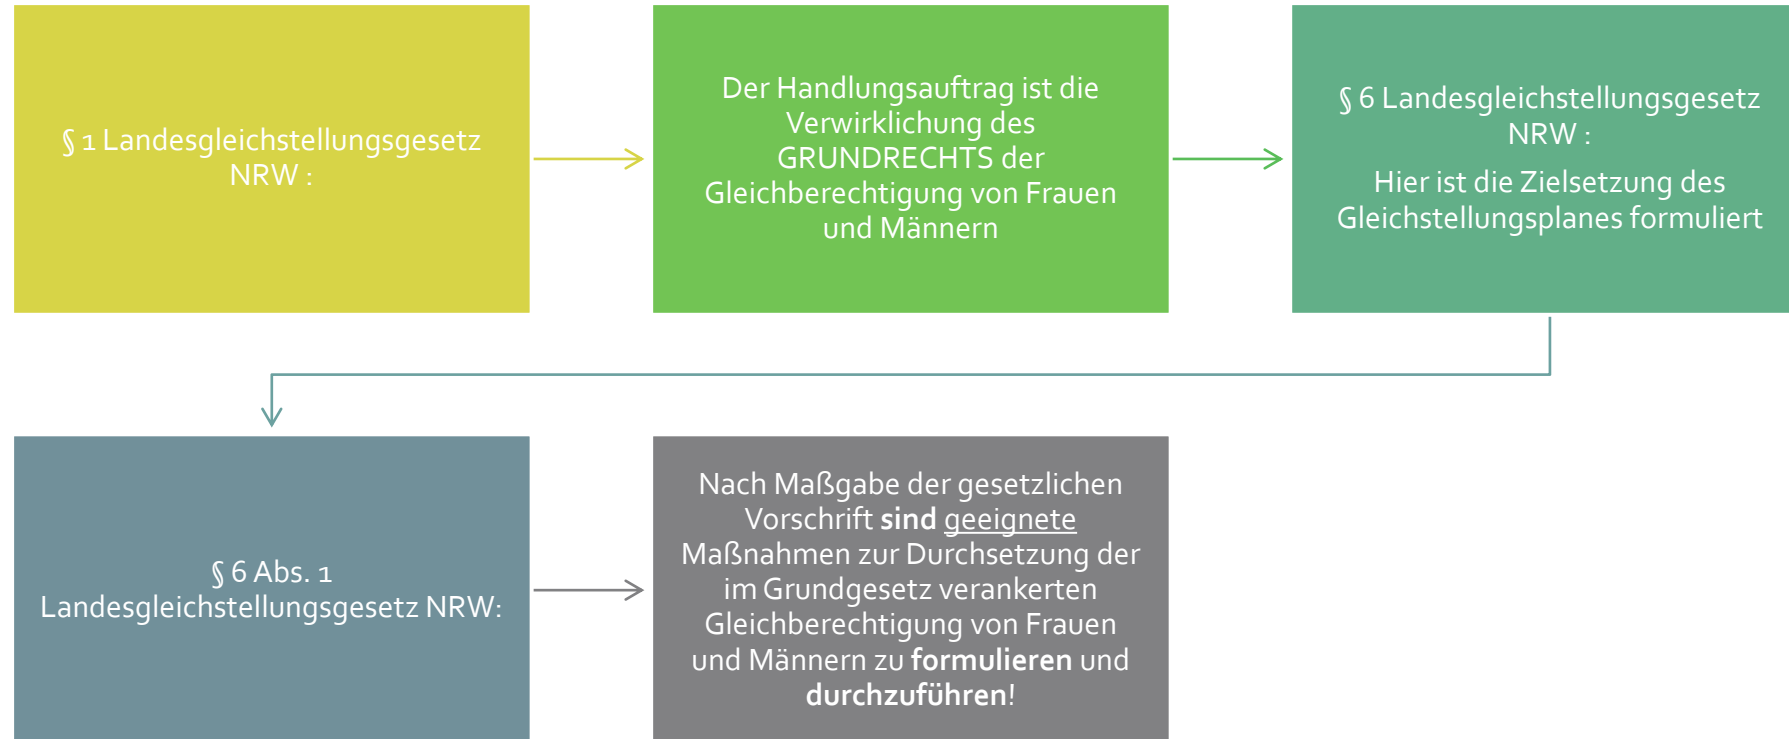 § 1 Landesgleichstellungsgesetz
NRW :
Der Handlungsauftrag ist die
Verwirklichung des
GRUNDRECHTS der
Gleichberechtigung von Frauen
und Männern
§ 6 Landesgleichstellungsgesetz
NRW :
Hier ist die Zielsetzung des
Gleichstellungsplanes formuliert
§ 6 Abs. 1
Landesgleichstellungsgesetz NRW:
Nach Maßgabe der gesetzlichen
Vorschrift sind geeignete
Maßnahmen zur Durchsetzung der
im Grundgesetz verankerten
Gleichberechtigung von Frauen
und Männern zu formulieren und
durchzuführen!